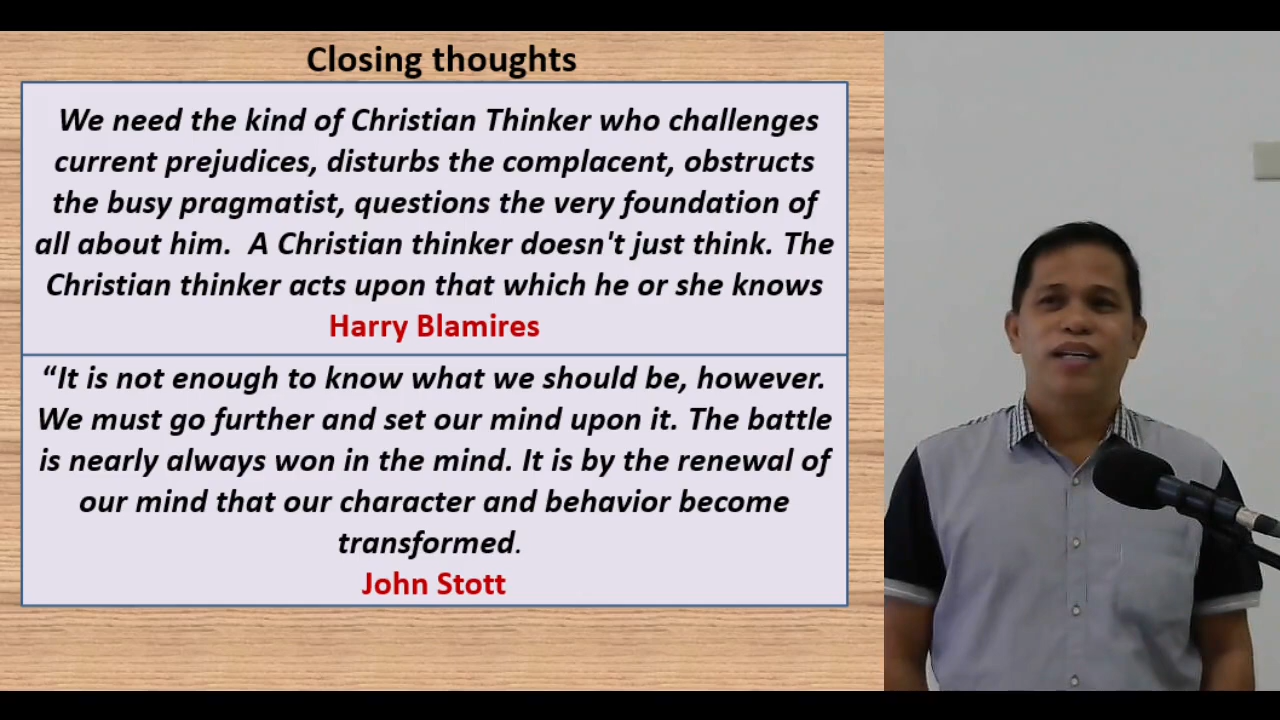 Closing thoughts
We need the kind of Christian Thinker who challenges
current prejudices, disturbs the complacent, obstructs
the busy pragmatist, questions the very foundation of
all about him.  A Christian thinker doesn't just think. The
Christian thinker acts upon that which he or she knows
Harry Blamires
“It is not enough to know what we should be, however.
We must go further and set our mind upon it. The battle
is nearly always won in the mind. It is by the renewal of
our mind that our character and behavior become
transformed.
John Stott